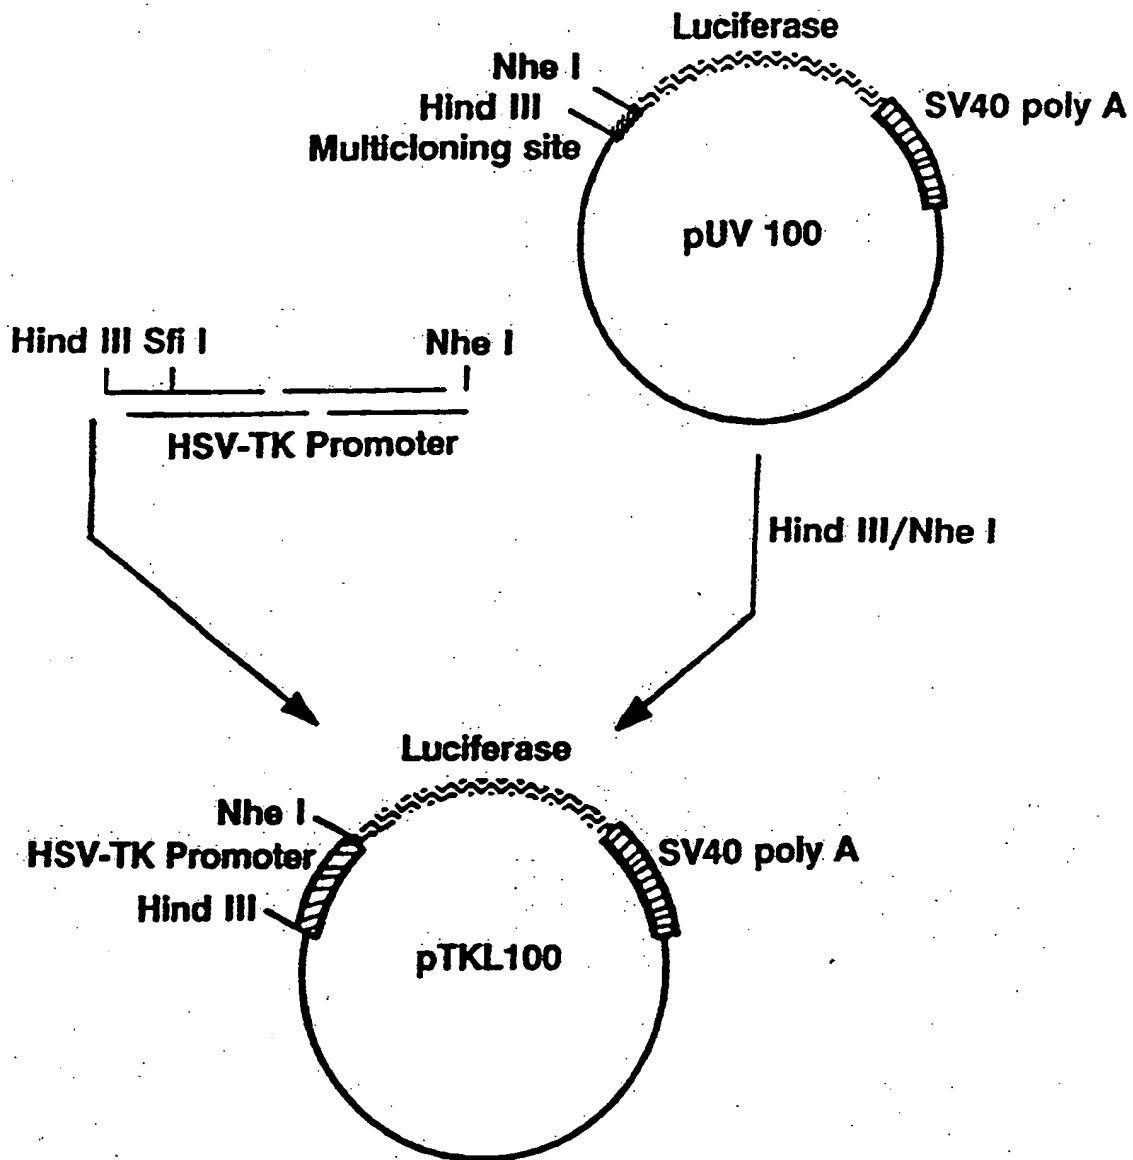 Luciferase
Nhe I
Hind III
Multicloning site
SV40 poly A
pUV 100
Hind III Sfi I
Nhe I
HSV-TK Promoter
Hind III/Nhe I
Luciferase
Nhe I
HSV-TK Promoter
Hind III
SV40 poly A
pTKL100